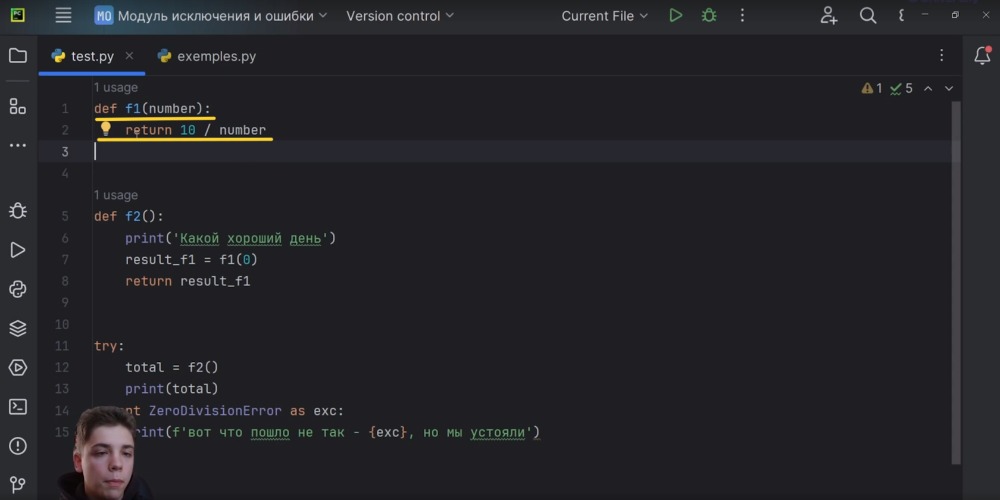 PC MO Модуль исключения и ошибки Version control Current File
test.py exemples.py
1 usage 1 5
1 def f1(number):
2 return 10 / number
3
4
1 usage
5 def f2():
6 print('Какой хороший день')
7 result_f1 = f1(0)
8 return result_f1
9
10
11 try:
12 total = f2()
13 print(total)
14 pt ZeroDivisionError as exc:
15 rint(f'вот что пошло не так - {exc}, но мы устояли')